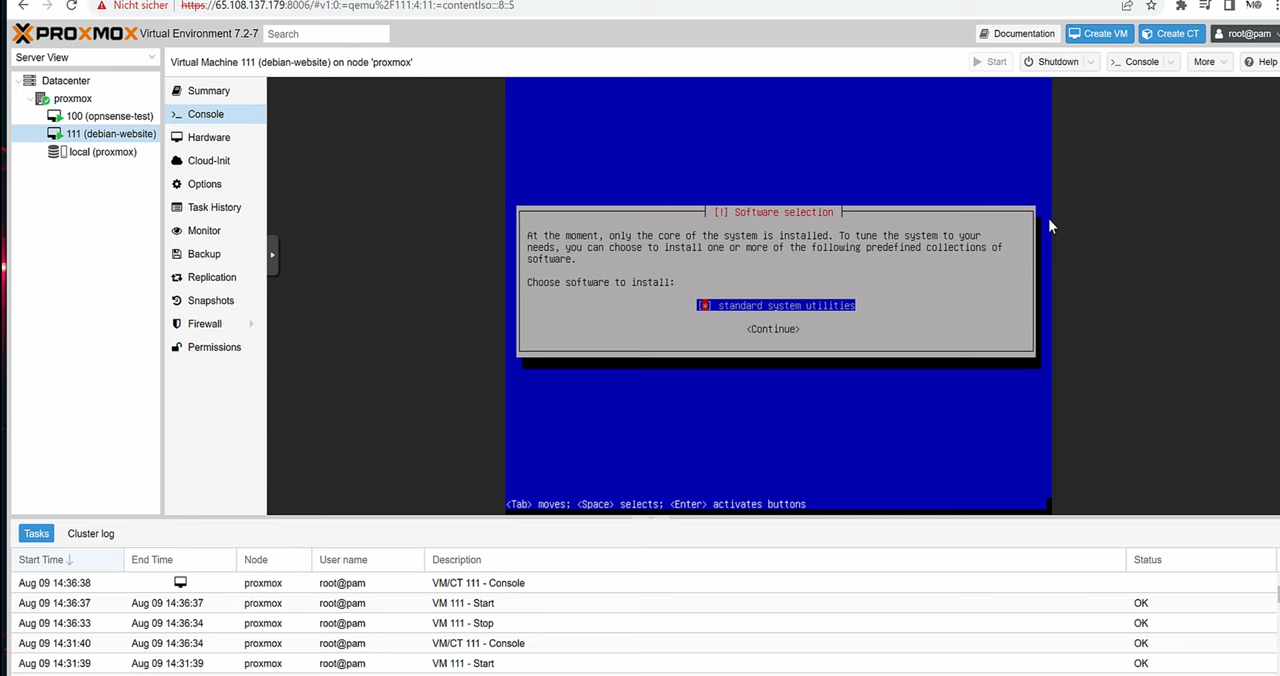 Nicht sicher https://65.108.137.179:8006/#v1:0:=qemu%2F111:4:11:=contentIso:::8::5
PROXMOX Virtual Environment 7.2-7 Search Documentation Create VM Create CT root@pam
Server View Virtual Machine 111 (debian-website) on node 'proxmox' Start Shutdown Console More Help
Datacenter
proxmox
100 (opnsense-test)
111 (debian-website)
local (proxmox)
Summary
Console
Hardware
Cloud-Init
Options
Task History
Monitor
Backup
Replication
Snapshots
Firewall
Permissions
[!] Software selection
At the moment, only the core of the system is installed. To tune the system to your
needs, you can choose to install one or more of the following predefined collections of
software.
Choose software to install:
[*] standard system utilities
<Continue>
<Tab> moves; <Space> selects; <Enter> activates buttons
Tasks Cluster log
Start Time End Time Node User name Description Status
Aug 09 14:36:38 proxmox root@pam VM/CT 111 - Console
Aug 09 14:36:37 Aug 09 14:36:37 proxmox root@pam VM 111 - Start OK
Aug 09 14:36:33 Aug 09 14:36:34 proxmox root@pam VM 111 - Stop OK
Aug 09 14:31:40 Aug 09 14:36:34 proxmox root@pam VM/CT 111 - Console OK
Aug 09 14:31:39 Aug 09 14:31:39 proxmox root@pam VM 111 - Start OK